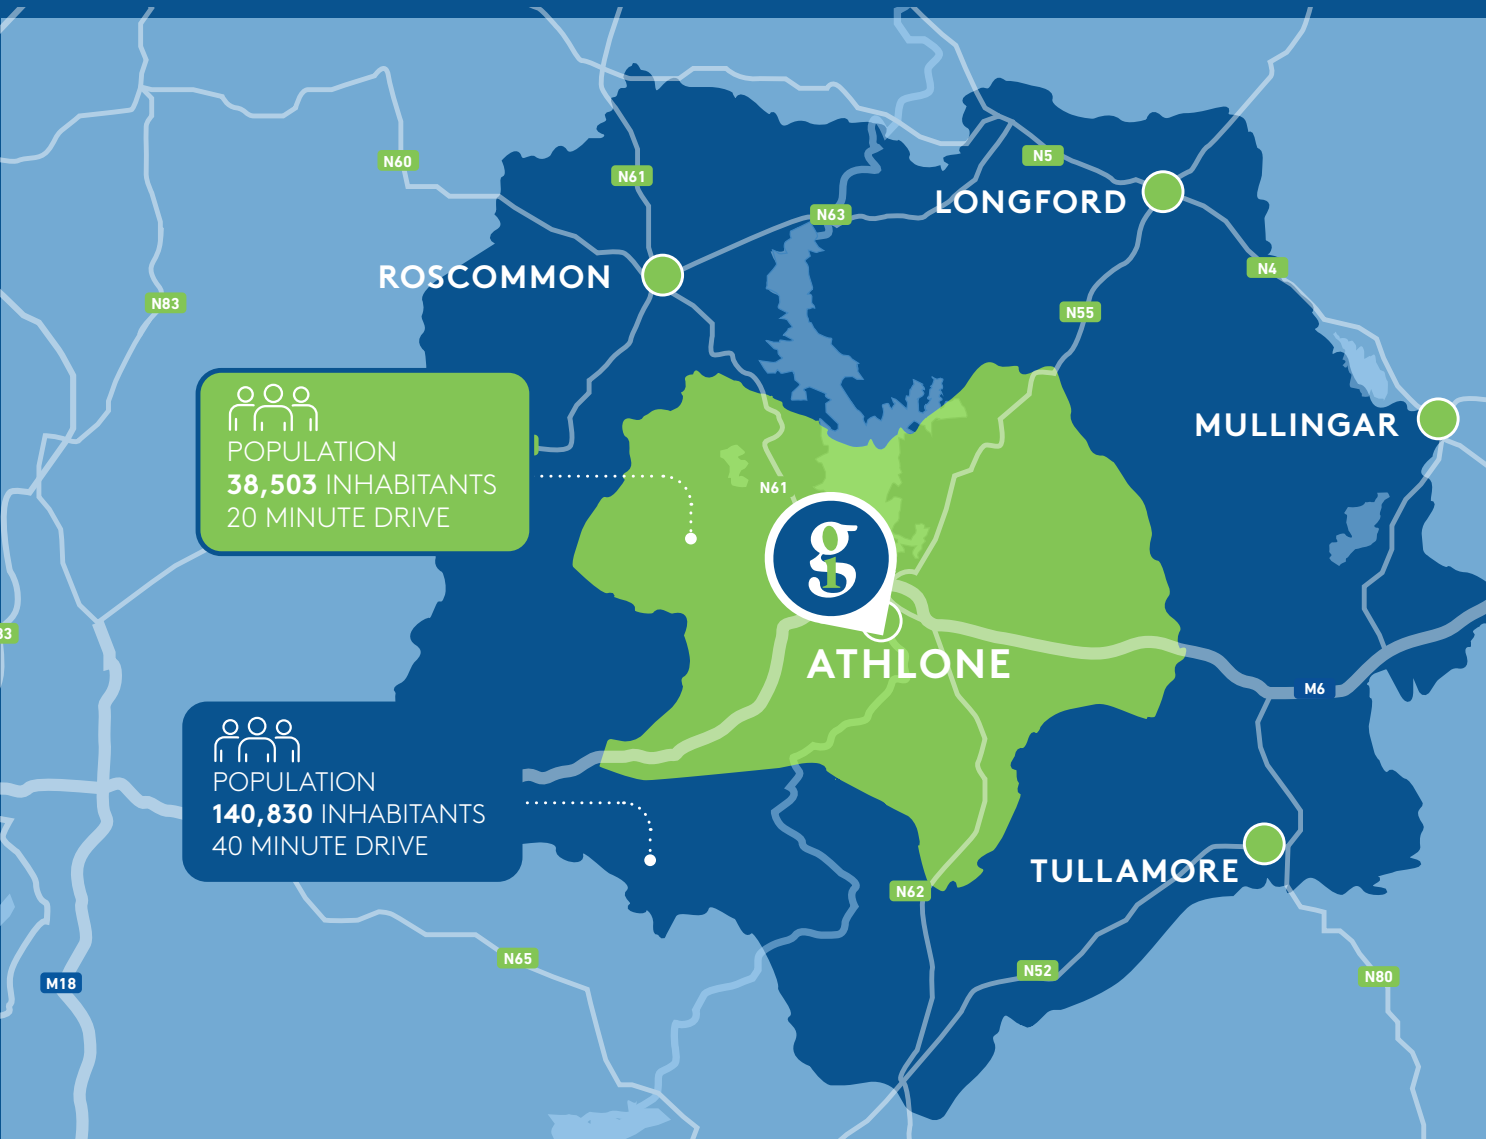 N5
N60
N61
LONGFORD
N63
N4
ROSCOMMON
N83
N55
MULLINGAR
POPULATION
38,503 INHABITANTS
20 MINUTE DRIVE
N61
gi
ATHLONE
M6
POPULATION
140,830 INHABITANTS
40 MINUTE DRIVE
TULLAMORE
N62
N65
N52
N80
M18